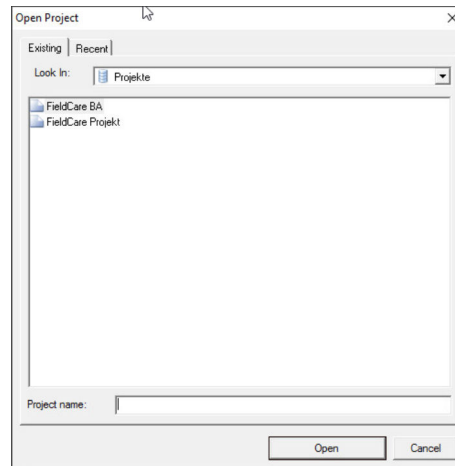 Open Project
Existing Recent
Look In: Projekte
FieldCare BA
FieldCare Projekt
Project name:
Open Cancel